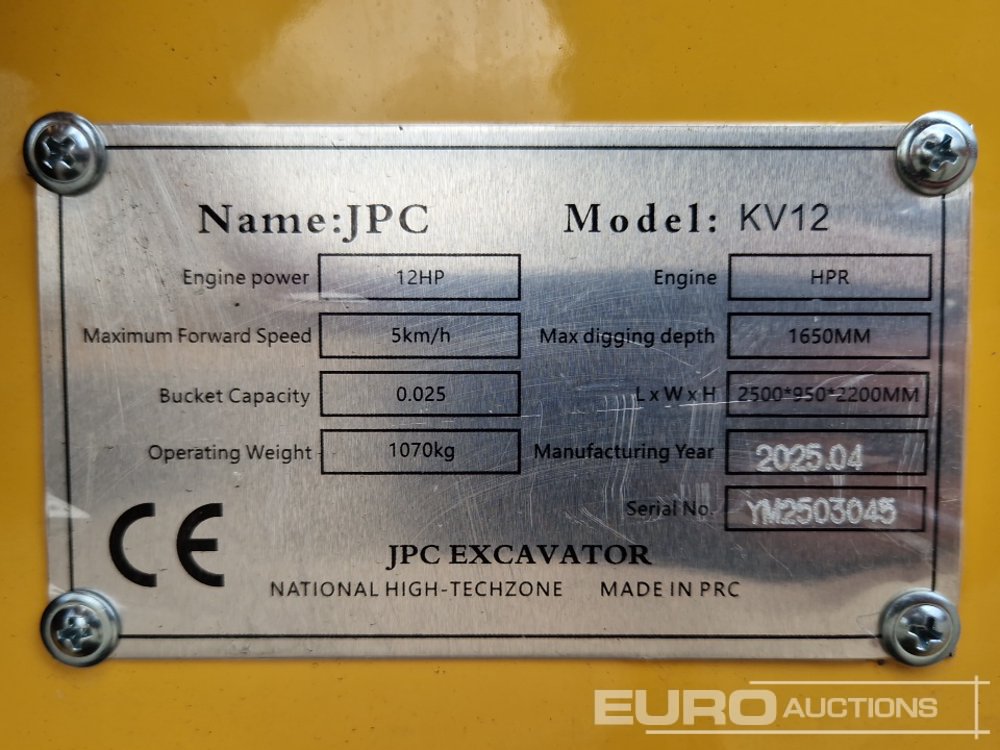 Name:JPC Model: KV12
Engine power 12HP Engine HPR
Maximum Forward Speed 5km/h Max digging depth 1650MM
Bucket Capacity 0.025 L x W x H 2500*950*2200MM
Operating Weight 1070kg Manufacturing Year 2025.04
Serial No. YM2503045
CE
JPC EXCAVATOR
NATIONAL HIGH-TECHZONE MADE IN PRC
EURO AUCTIONS